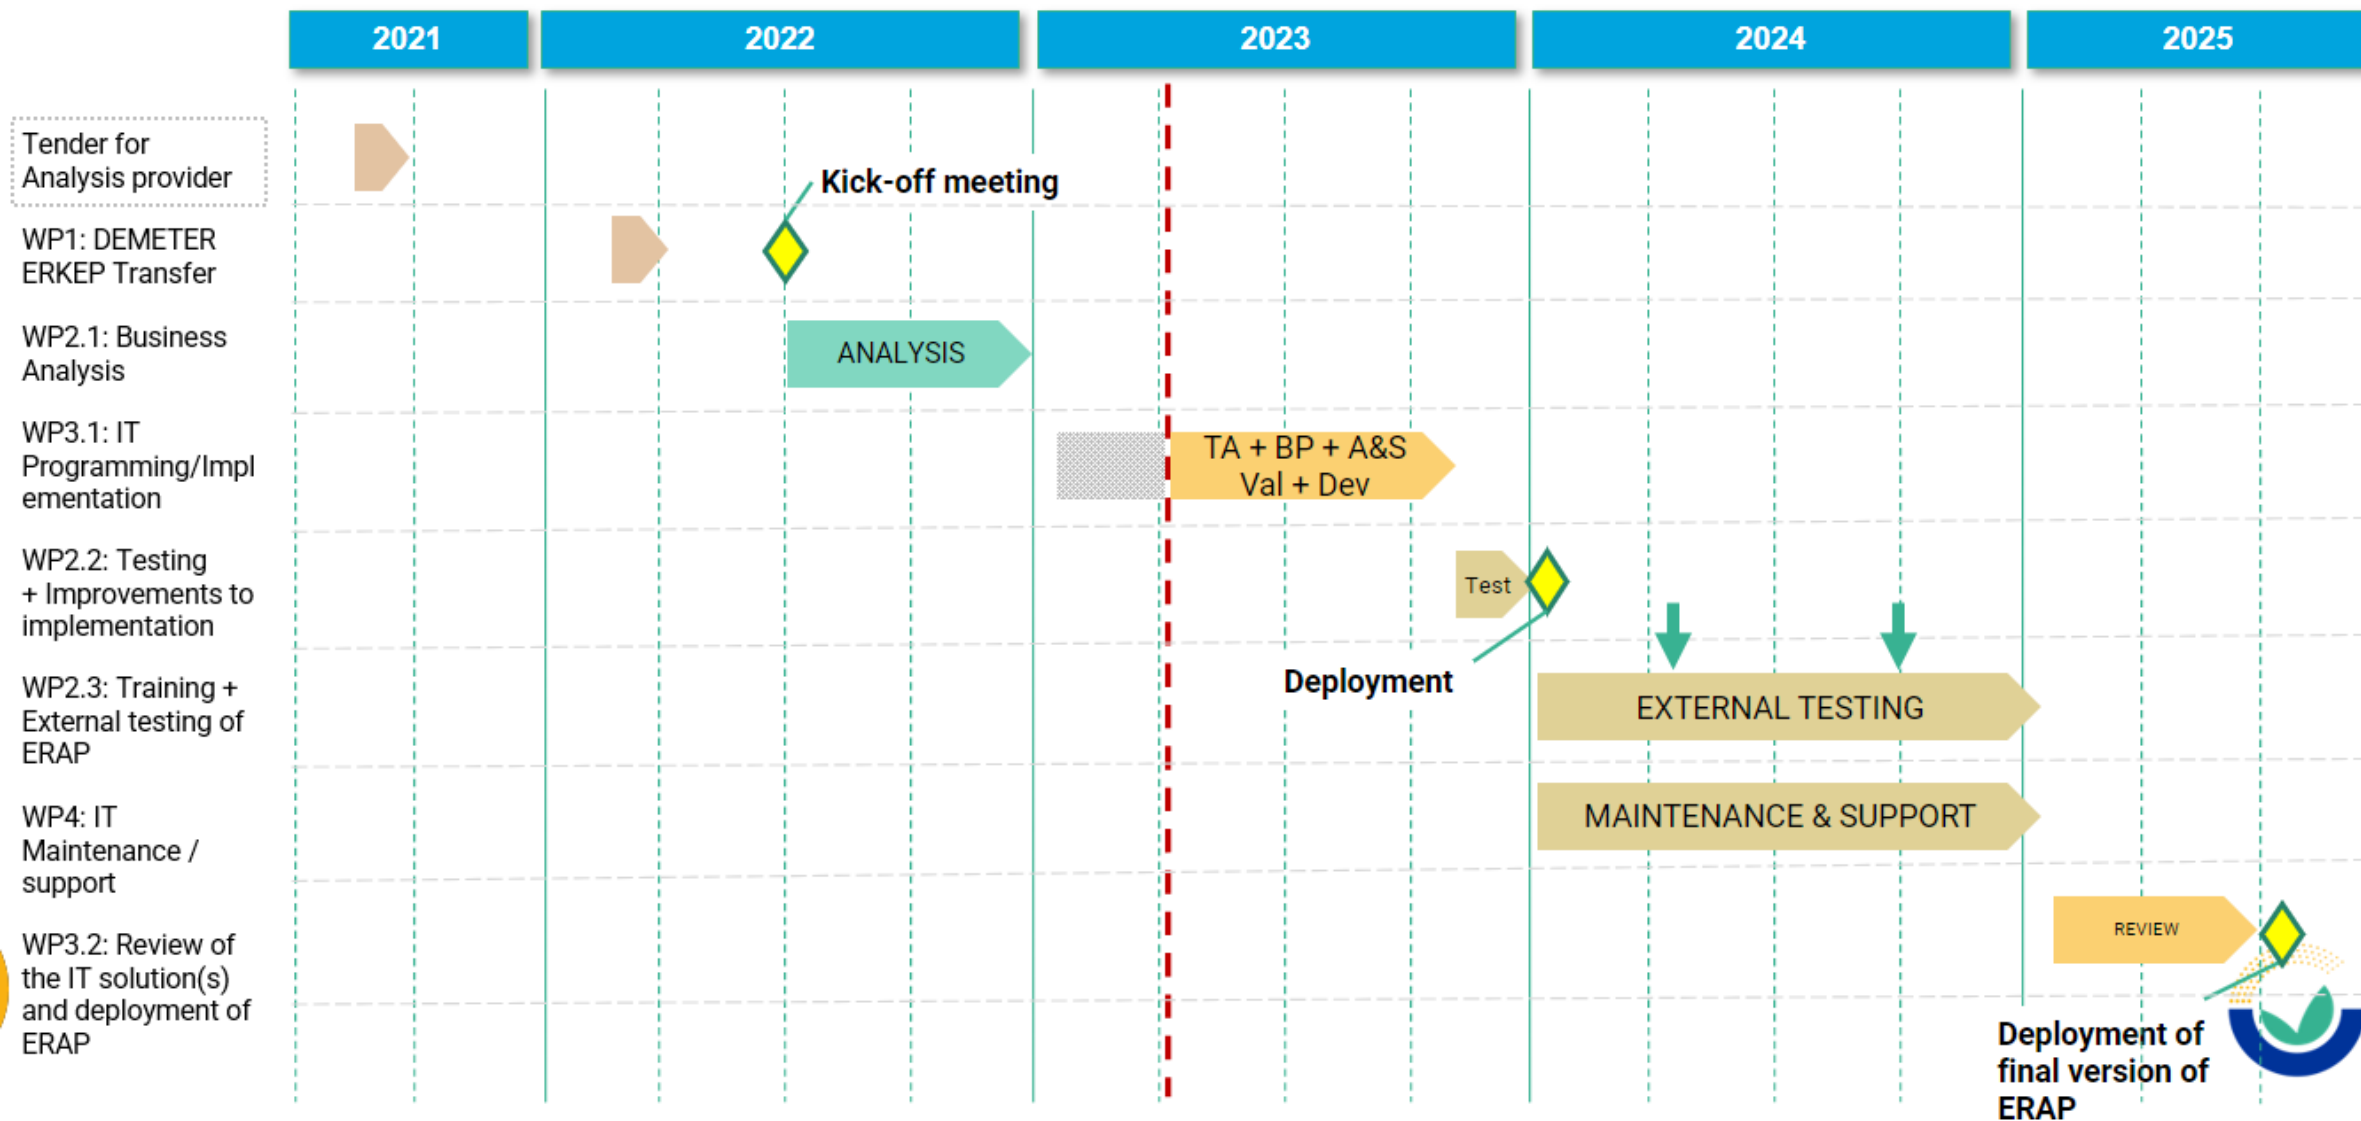 2021
2022
2023
2024
2025
Tender for
Analysis provider
Kick-off meeting
WP1: DEMETER
ERKEP Transfer
WP2.1: Business
Analysis
ANALYSIS
WP3.1: IT
Programming/Impl
ementation
TA + BP + A&S
Val + Dev
WP2.2: Testing
+ Improvements to
implementation
Test
Deployment
WP2.3: Training +
External testing of
ERAP
EXTERNAL TESTING
WP4: IT
Maintenance /
support
MAINTENANCE & SUPPORT
WP3.2: Review of
the IT solution(s)
and deployment of
ERAP
REVIEW
Deployment of
final version of
ERAP